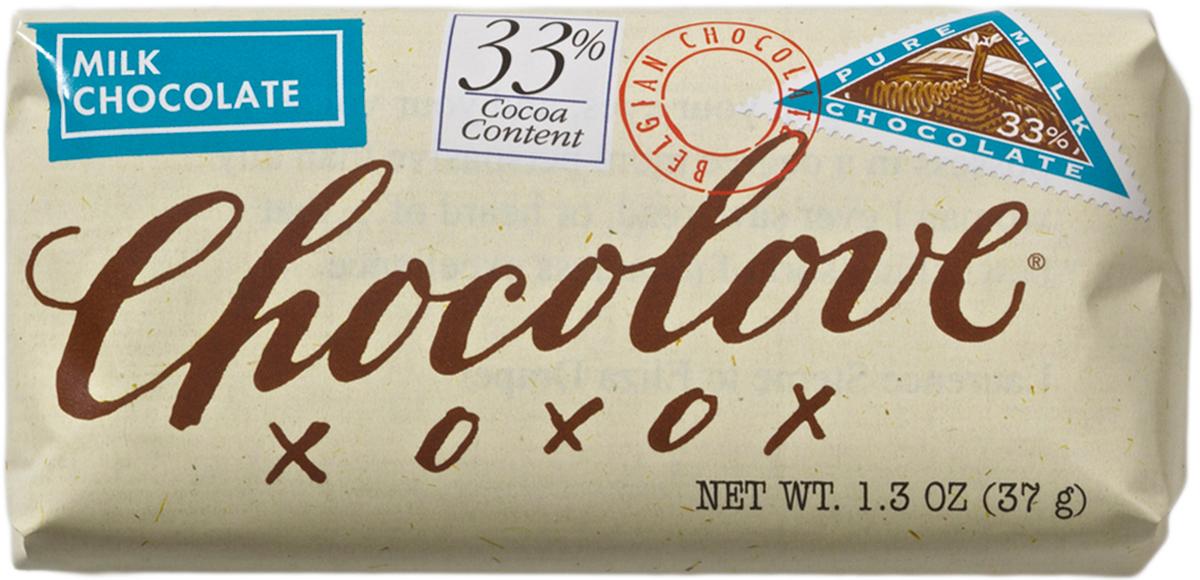 MILK
CHOCOLATE
33%
Cocoa
Content
BELGIAN CHOCOLATE
PURE MILK
CHOCOLATE
33%
Chocolove®
XOXOX
NET WT. 1.3 OZ (37 g)